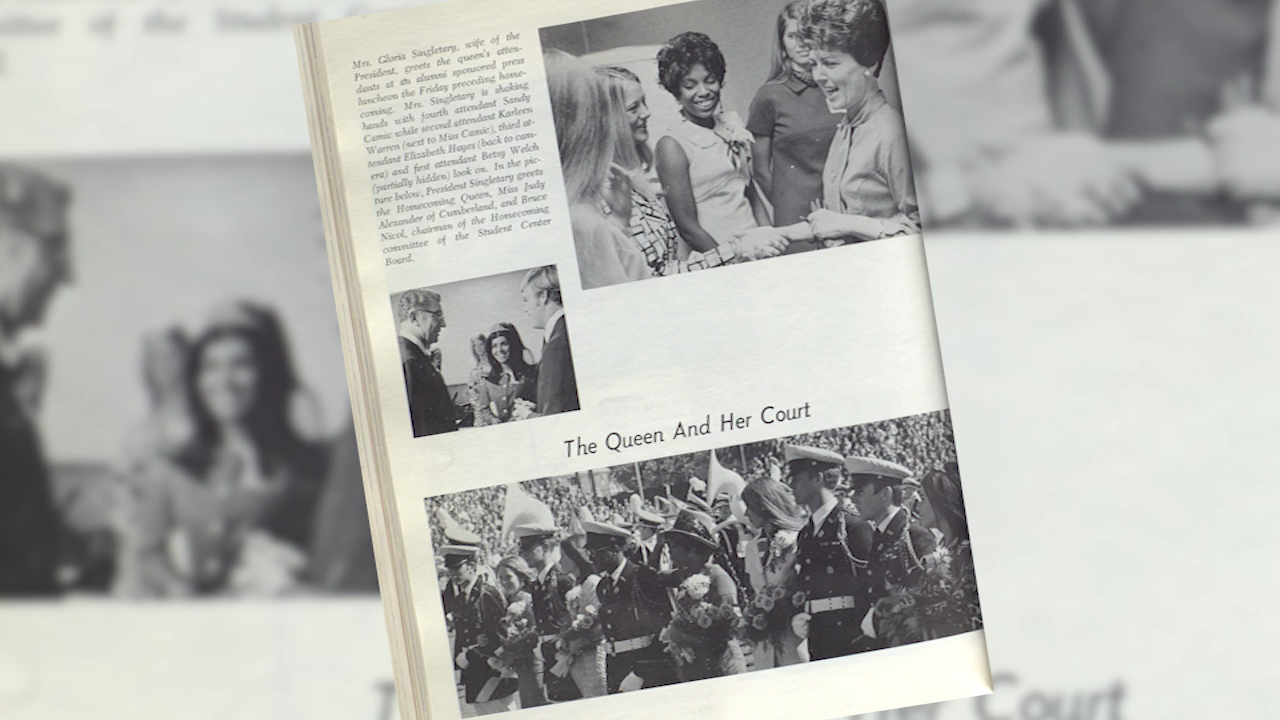 Mrs. Gloria Singletary, wife of the
President, greets the queen's atten-
dants at an alumni sponsored press
luncheon the Friday preceding home-
coming. Mrs. Singletary is shaking
hands with fourth attendant Sandy
Camic while second attendant Karleen
Warren (next to Miss Camic), third at-
tendant Elizabeth Hayes (back to cam-
era) and first attendant Betsy Welch
(partially hidden) look on. In the pic-
ture below, President Singletary greets
the Homecoming Queen, Miss Judy
Alexander of Cumberland, and Bruce
Nicol, chairman of the Homecoming
committee of the Student Center
Board.
The Queen And Her Court
of the Student
Court